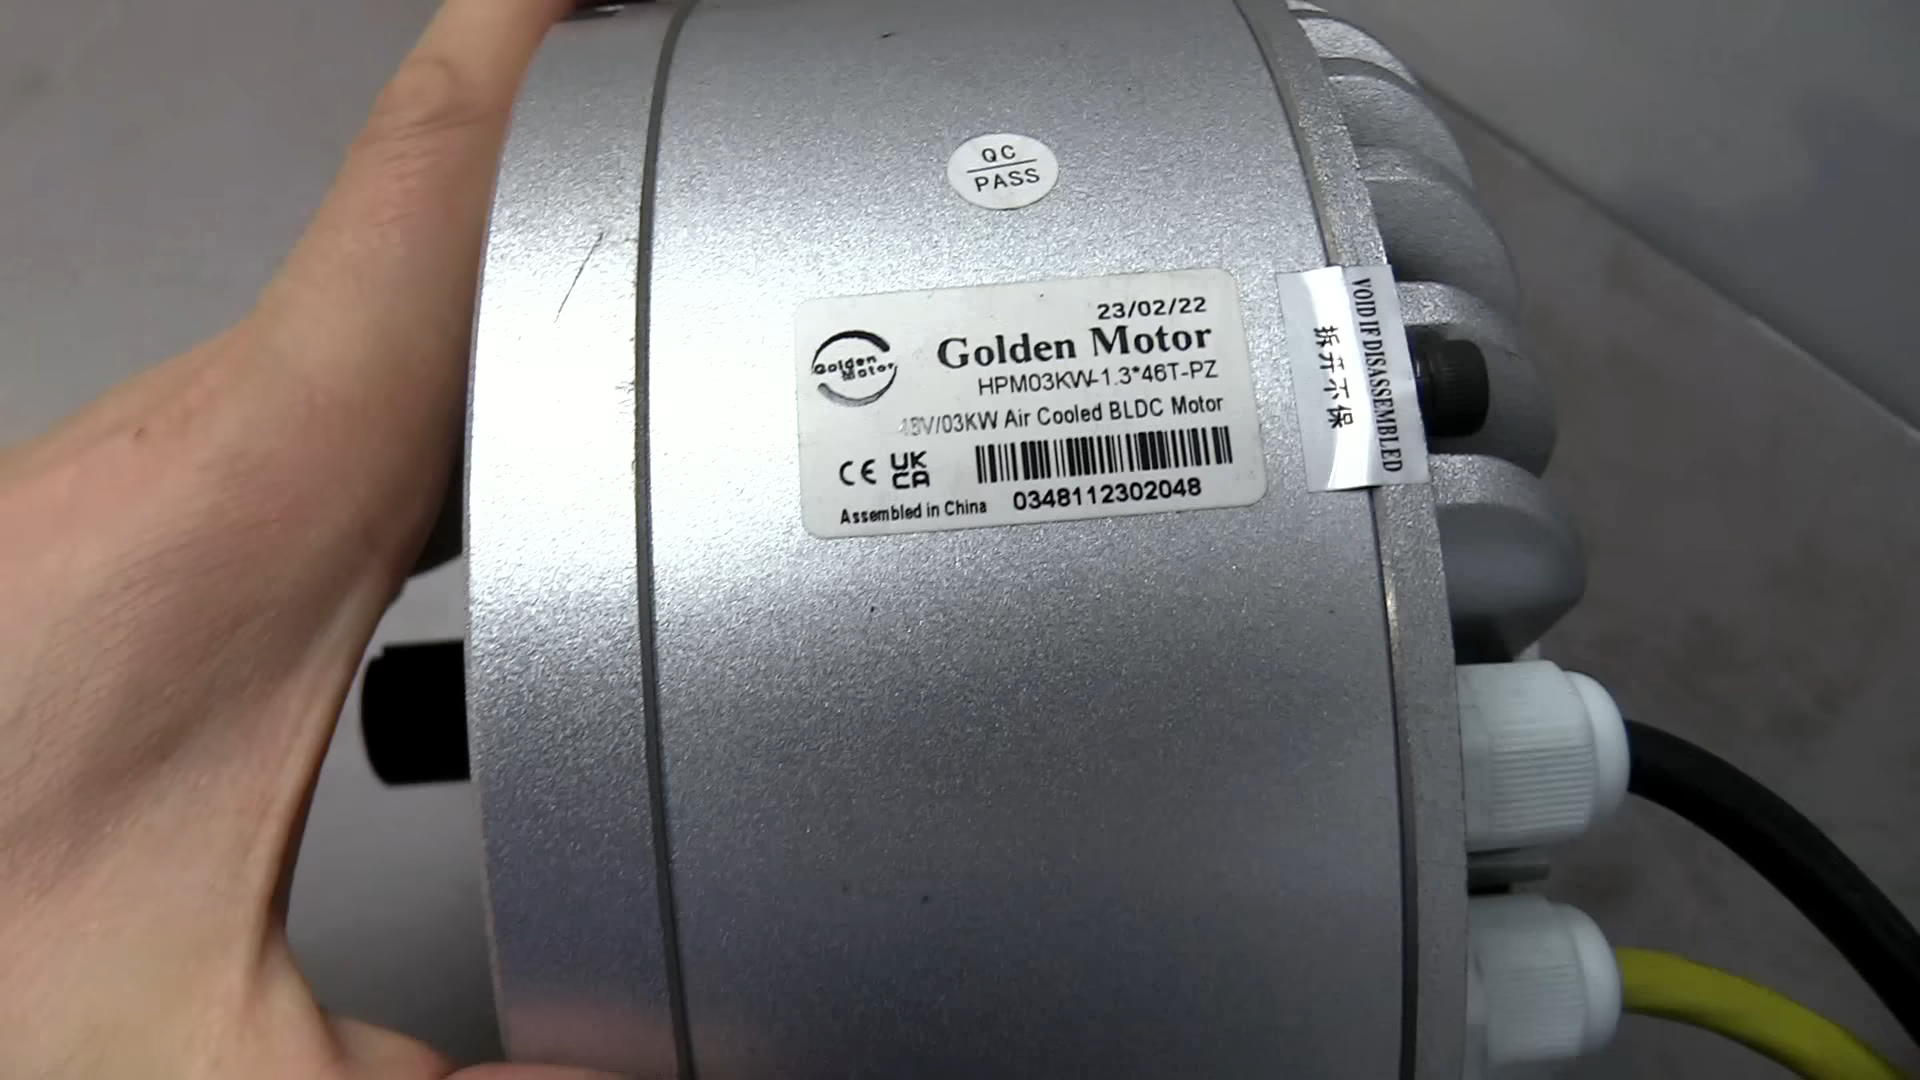 QC
PASS
23/02/22
Golden Motor
Golden
Motor
HPM03KW-1.3*46T-PZ
48V/03KW Air Cooled BLDC Motor
CE UK
CA
Assembled in China
0348112302048
VOID IF DISASSEMBLED
拆开不保